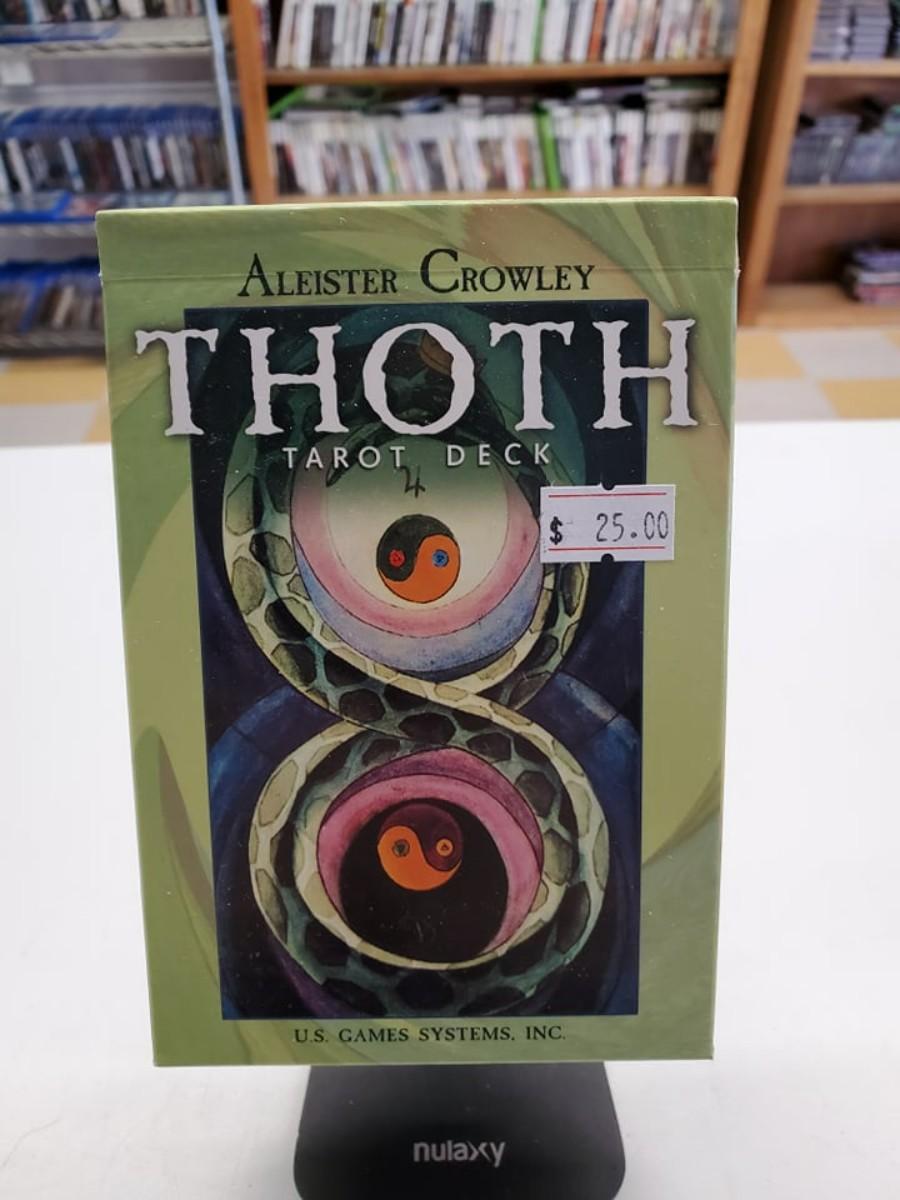 ALEISTER CROWLEY
THOTH
TAROT DECK
♃
$ 25.00
U.S. GAMES SYSTEMS, INC.
nulaxy